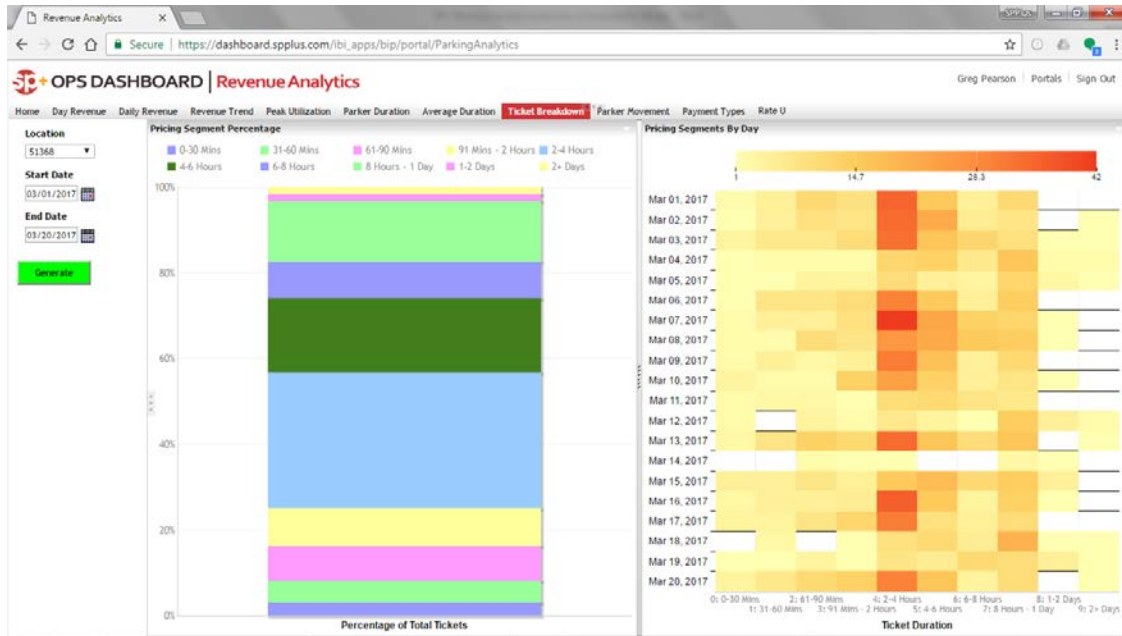 Revenue Analytics
Secure | https://dashboard.spplus.com/ibi_apps/bip/portal/ParkingAnalytics
sp+ OPS DASHBOARD | Revenue Analytics
Greg Pearson Portals Sign Out
Home Day Revenue Daily Revenue Revenue Trend Peak Utilization Parker Duration Average Duration Ticket Breakdown Parker Movement Payment Types Rate U
Location
51368
Start Date
03/01/2017
End Date
03/20/2017
Generate
Pricing Segment Percentage
0-30 Mins 31-60 Mins 61-90 Mins 91 Mins - 2 Hours 2-4 Hours
4-6 Hours 6-8 Hours 8 Hours - 1 Day 1-2 Days 2+ Days
100%
80%
60%
40%
20%
0%
Percentage of Total Tickets
Pricing Segments By Day
1 14.7 28.3 42
Mar 01, 2017
Mar 02, 2017
Mar 03, 2017
Mar 04, 2017
Mar 05, 2017
Mar 06, 2017
Mar 07, 2017
Mar 08, 2017
Mar 09, 2017
Mar 10, 2017
Mar 11, 2017
Mar 12, 2017
Mar 13, 2017
Mar 14, 2017
Mar 15, 2017
Mar 16, 2017
Mar 17, 2017
Mar 18, 2017
Mar 19, 2017
Mar 20, 2017
0: 0-30 Mins 2: 61-90 Mins 4: 2-4 Hours 6: 6-8 Hours 8: 1-2 Days
1: 31-60 Mins 3: 91 Mins - 2 Hours 5: 4-6 Hours 7: 8 Hours - 1 Day 9: 2+ Days
Ticket Duration